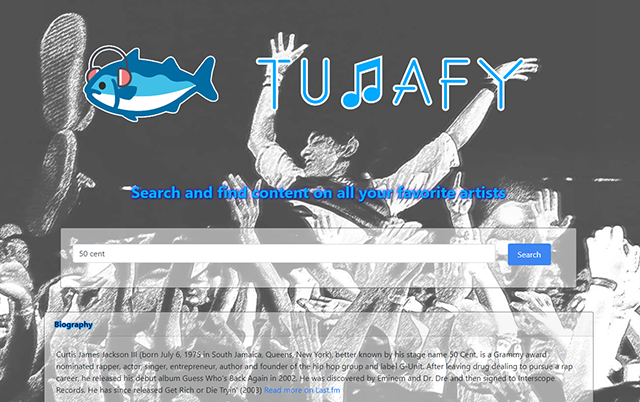 TUNAFY
Search and find content on all your favorite artists
50 cent
Search
Biography
Curtis James Jackson III (born July 6, 1975 in South Jamaica, Queens, New York), better known by his stage name 50 Cent, is a Grammy award
nominated rapper, actor, singer, entrepreneur, author and founder of the hip hop group and label G-Unit. After leaving drug dealing to pursue a rap
career, he released his debut album Guess Who's Back Again in 2002. He was discovered by Eminem and Dr. Dre and then signed to Interscope
Records. He has since released Get Rich or Die Tryin' (2003) Read more on Last.fm